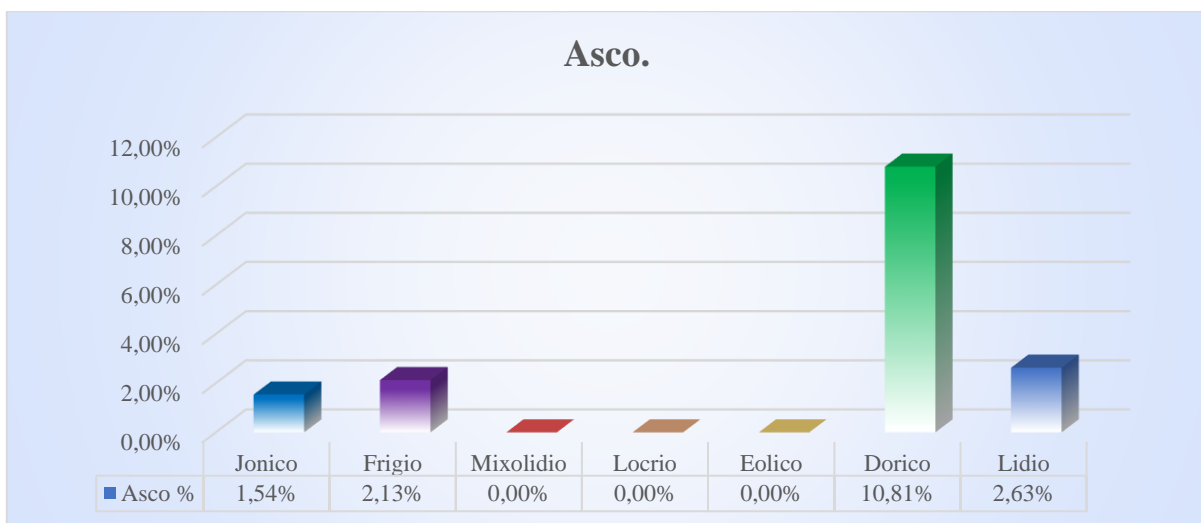 Asco.
12,00%
10,00%
8,00%
6,00%
4,00%
2,00%
0,00%
Jonico Frigio Mixolidio Locrio Eolico Dorico Lidio
Asco % 1,54% 2,13% 0,00% 0,00% 0,00% 10,81% 2,63%